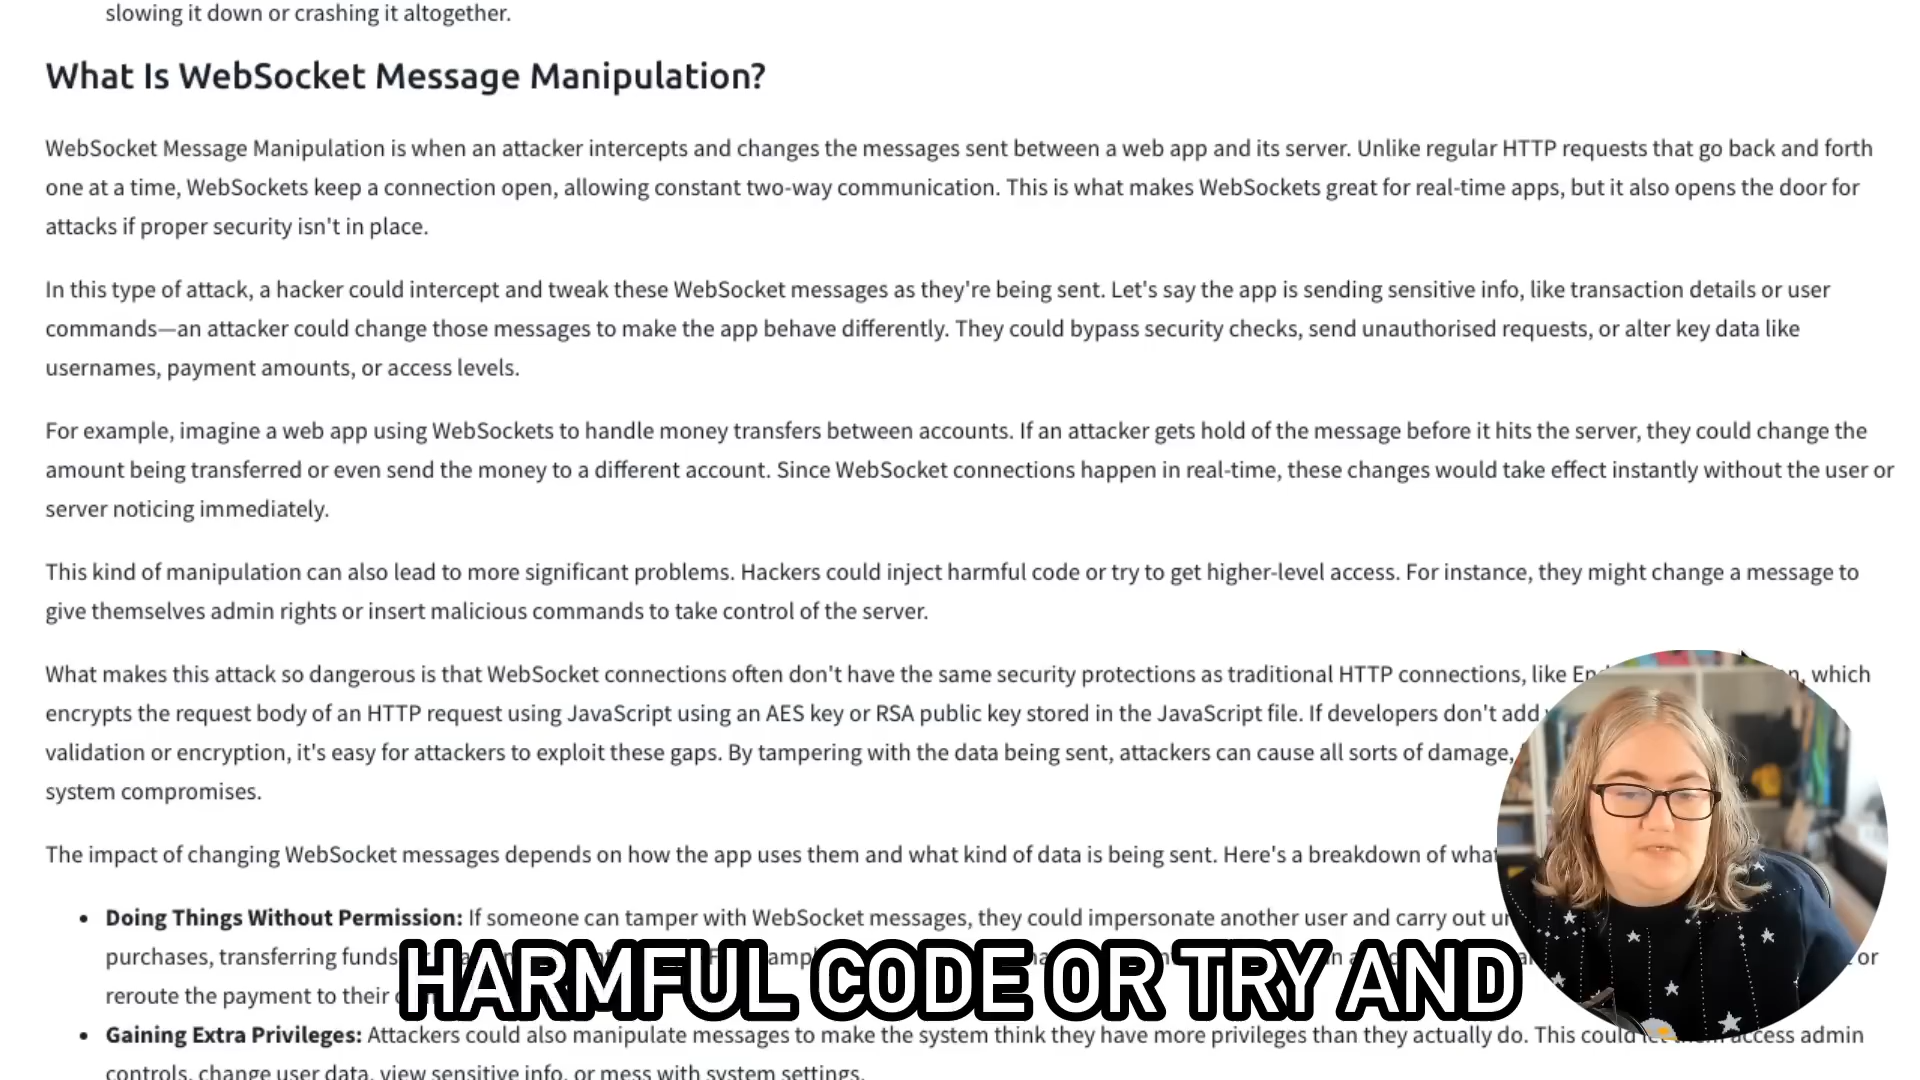 slowing it down or crashing it altogether.
What Is WebSocket Message Manipulation?
WebSocket Message Manipulation is when an attacker intercepts and changes the messages sent between a web app and its server. Unlike regular HTTP requests that go back and forth
one at a time, WebSockets keep a connection open, allowing constant two-way communication. This is what makes WebSockets great for real-time apps, but it also opens the door for
attacks if proper security isn't in place.
In this type of attack, a hacker could intercept and tweak these WebSocket messages as they're being sent. Let's say the app is sending sensitive info, like transaction details or user
commands—an attacker could change those messages to make the app behave differently. They could bypass security checks, send unauthorised requests, or alter key data like
usernames, payment amounts, or access levels.
For example, imagine a web app using WebSockets to handle money transfers between accounts. If an attacker gets hold of the message before it hits the server, they could change the
amount being transferred or even send the money to a different account. Since WebSocket connections happen in real-time, these changes would take effect instantly without the user or
server noticing immediately.
This kind of manipulation can also lead to more significant problems. Hackers could inject harmful code or try to get higher-level access. For instance, they might change a message to
give themselves admin rights or insert malicious commands to take control of the server.
What makes this attack so dangerous is that WebSocket connections often don't have the same security protections as traditional HTTP connections, like which
encrypts the request body of an HTTP request using JavaScript using an AES key or RSA public key stored in the JavaScript file. If developers don't add
validation or encryption, it's easy for attackers to exploit these gaps. By tampering with the data being sent, attackers can cause all sorts of damage,
system compromises.
The impact of changing WebSocket messages depends on how the app uses them and what kind of data is being sent. Here's a breakdown of what
• Doing Things Without Permission: If someone can tamper with WebSocket messages, they could impersonate another user and carry out
purchases, transferring funds or
reroute the payment to their
HARMFUL CODE OR TRY AND
• Gaining Extra Privileges: Attackers could also manipulate messages to make the system think they have more privileges than they actually do. This could access admin
controls, change user data, view sensitive info, or mess with system settings.